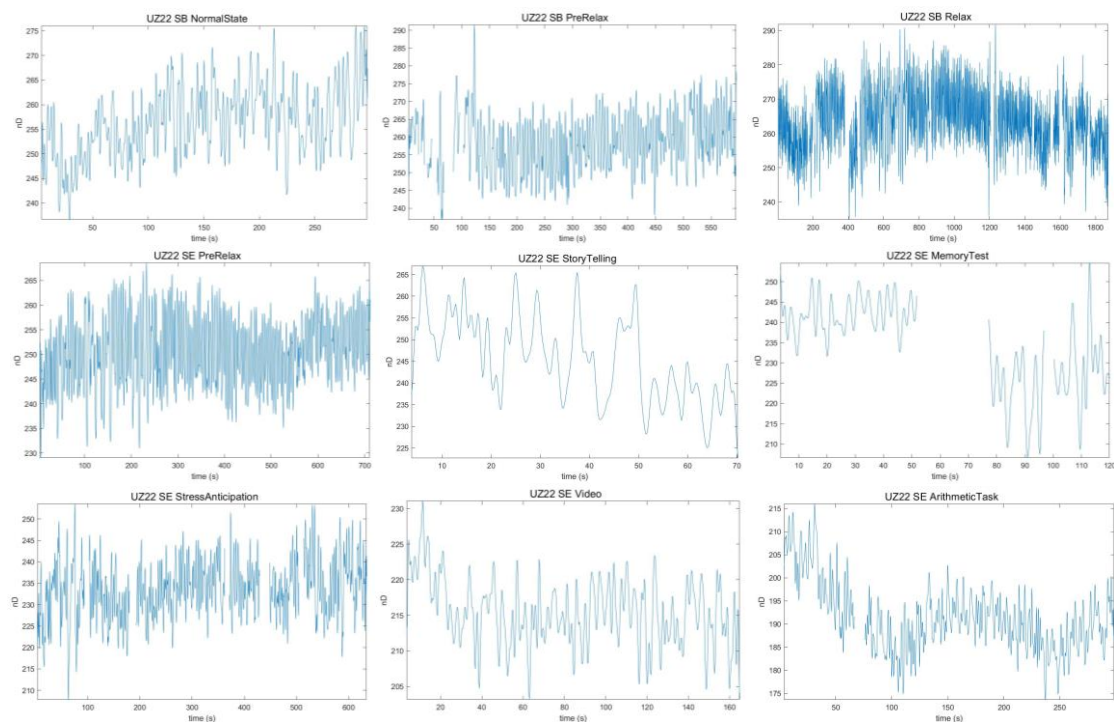 UZ22 SB NormalState
275
270
265
260
255
250
245
240
nD
50 100 150 200 250
time (s)
UZ22 SB PreRelax
290
280
270
260
250
240
nD
50 100 150 200 250 300 350 400 450 500 550
time (s)
UZ22 SB Relax
290
280
270
260
250
240
nD
200 400 600 800 1000 1200 1400 1600 1800
time (s)
UZ22 SE PreRelax
265
260
255
250
245
240
235
230
nD
100 200 300 400 500 600 700
time (s)
UZ22 SE StoryTelling
265
260
255
250
245
240
235
230
225
nD
10 20 30 40 50 60 70
time (s)
UZ22 SE MemoryTest
250
245
240
235
230
225
220
215
210
nD
10 20 30 40 50 60 70 80 90 100 110 120
time (s)
UZ22 SE StressAnticipation
250
245
240
235
230
225
220
215
210
nD
100 200 300 400 500 600
time (s)
UZ22 SE Video
230
225
220
215
210
205
nD
20 40 60 80 100 120 140 160
time (s)
UZ22 SE ArithmeticTask
215
210
205
200
195
190
185
180
175
nD
50 100 150 200 250
time (s)